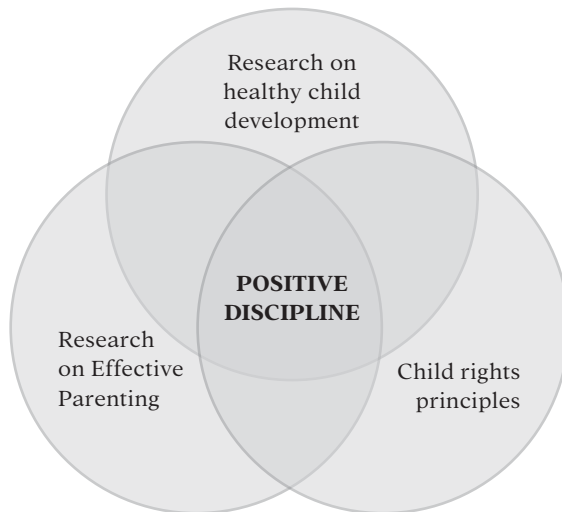 Research on
healthy child
development
POSITIVE
DISCIPLINE
Research
on Effective
Parenting
Child rights
principles